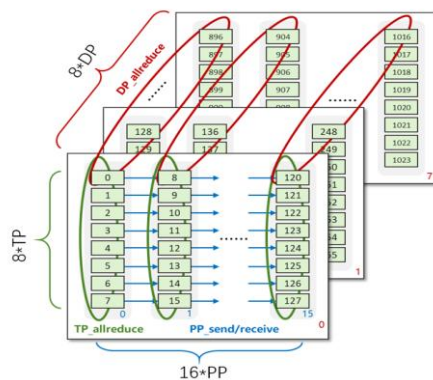 8*DP
DP_allreduce
896 904 1016
897 905 1017
898 906 1018
899 907 1019
1020
1021
1022
1023
7
......
......
128 136 248
129 137 249
......
1
8*TP
0 8 120
1 9 121
2 10 122
3 11 123
4 12 124
5 13 125
6 14 126
7 15 127
......
0 1 15
TP_allreduce PP_send/receive 0
16*PP